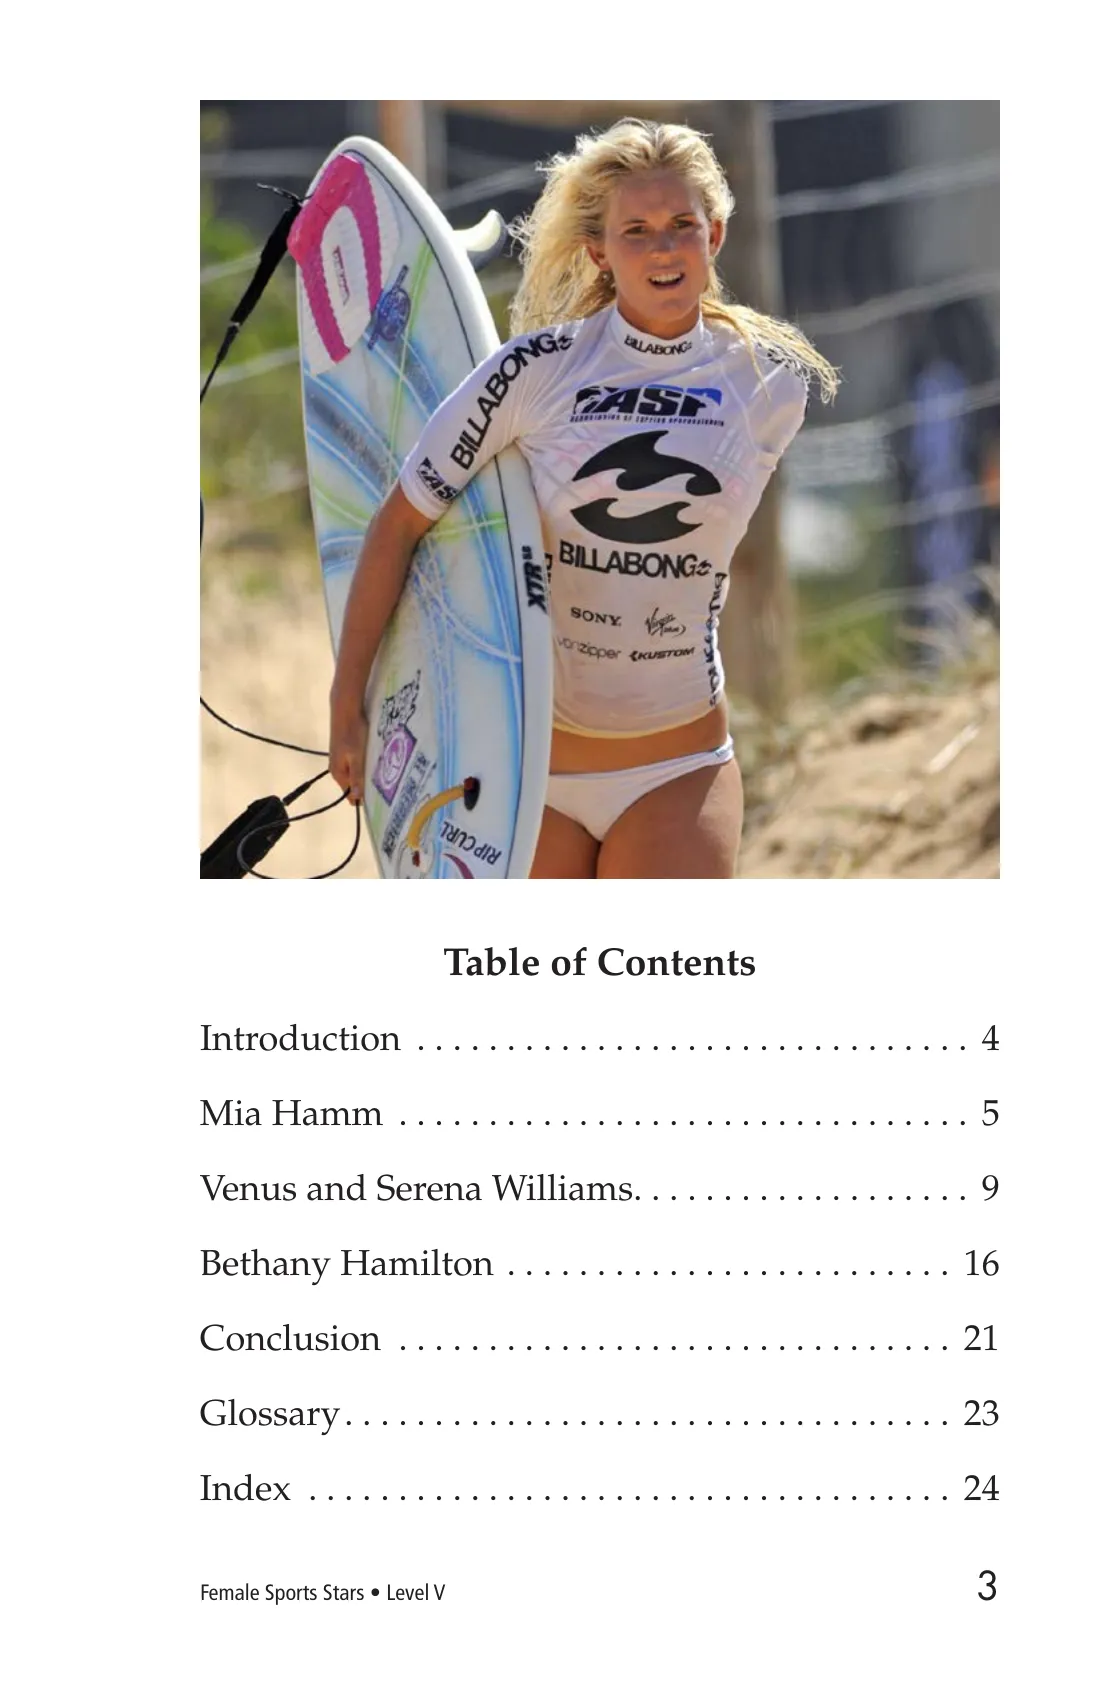 BILLABONG
BILLABONG
ASP
ASP
BILLABONG
XTR
SONY
Virgin
vonzipper
KUSTOM
RIP CURL
Table of Contents
Introduction . . . . . . . . . . . . . . . . . . . . . . . . . . . . . . . 4
Mia Hamm . . . . . . . . . . . . . . . . . . . . . . . . . . . . . . . . 5
Venus and Serena Williams. . . . . . . . . . . . . . . . . . . 9
Bethany Hamilton . . . . . . . . . . . . . . . . . . . . . . . . . 16
Conclusion . . . . . . . . . . . . . . . . . . . . . . . . . . . . . . . 21
Glossary. . . . . . . . . . . . . . . . . . . . . . . . . . . . . . . . . . 23
Index . . . . . . . . . . . . . . . . . . . . . . . . . . . . . . . . . . . . 24
Female Sports Stars • Level V 3